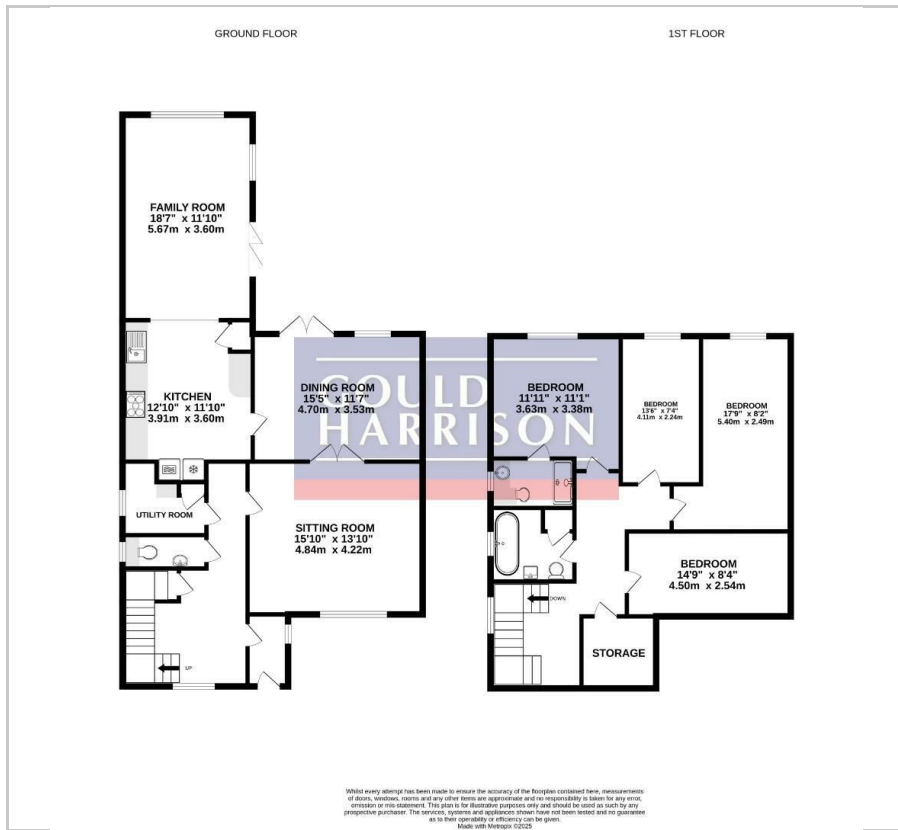 GROUND FLOOR
1ST FLOOR
FAMILY ROOM
18'7" x 11'10"
5.67m x 3.60m
KITCHEN
12'10" x 11'10"
3.91m x 3.60m
DINING ROOM
15'5" x 11'7"
4.70m x 3.53m
UTILITY ROOM
SITTING ROOM
15'10" x 13'10"
4.84m x 4.22m
UP
GOULD
HARRISON
BEDROOM
11'11" x 11'1"
3.63m x 3.38m
BEDROOM
13'6" x 7'4"
4.11m x 2.24m
BEDROOM
17'9" x 8'2"
5.40m x 2.49m
BEDROOM
14'9" x 8'4"
4.50m x 2.54m
DOWN
STORAGE
Whilst every attempt has been made to ensure the accuracy of the floorplan contained here, measurements
of doors, windows, rooms and any other items are approximate and no responsibility is taken for any error,
omission or mis-statement. This plan is for illustrative purposes only and should be used as such by any
prospective purchaser. The services, systems and appliances shown have not been tested and no guarantee
as to their operability or efficiency can be given.
Made with Metropix ©2025